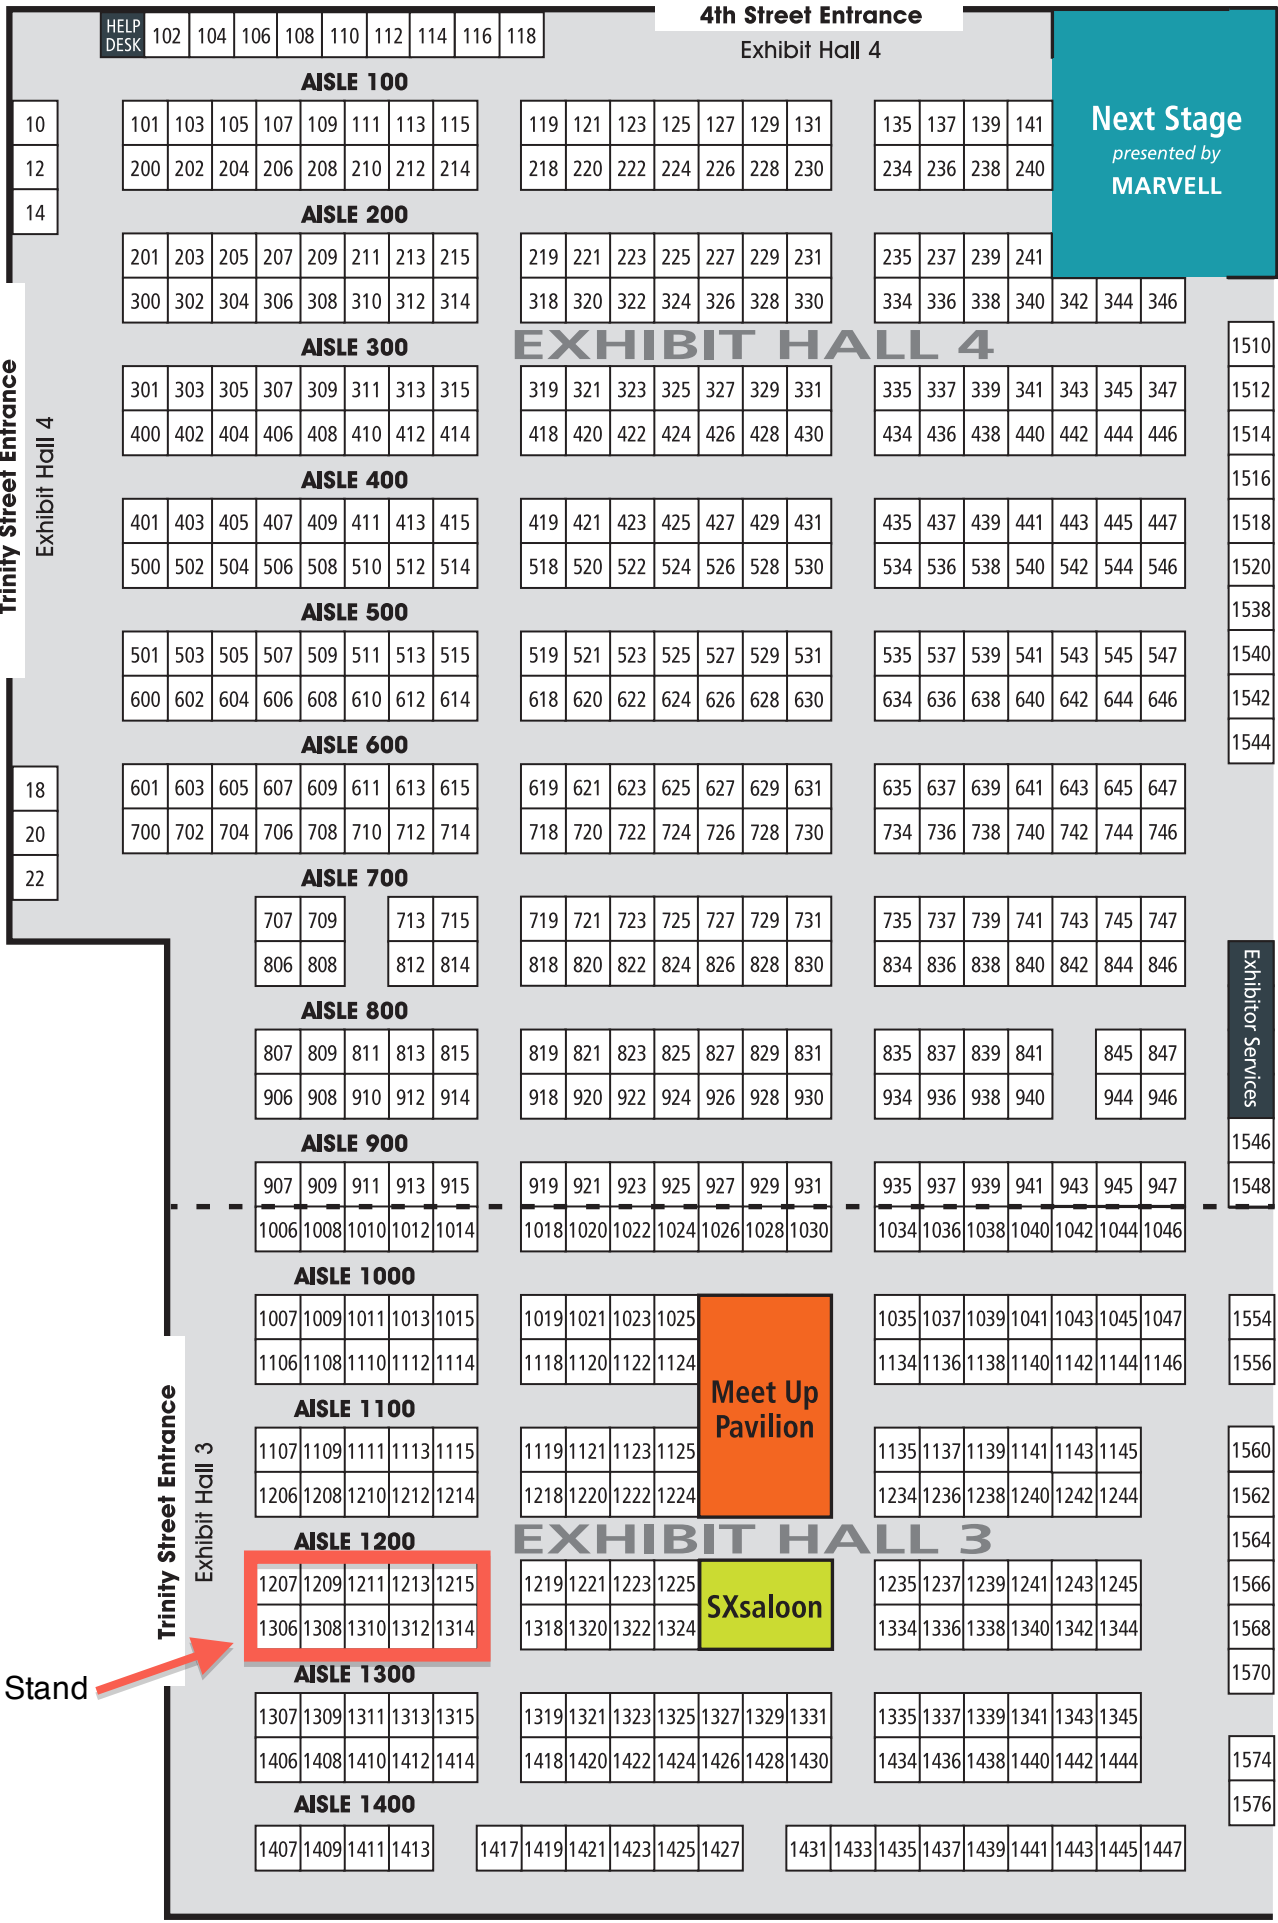 4th Street Entrance
Exhibit Hall 4
HELP
DESK
102 104 106 108 110 112 114 116 118
AISLE 100
Next Stage
presented by
MARVELL
10
12
14
101 103 105 107 109 111 113 115 119 121 123 125 127 129 131 135 137 139 141
200 202 204 206 208 210 212 214 218 220 222 224 226 228 230 234 236 238 240
AISLE 200
201 203 205 207 209 211 213 215 219 221 223 225 227 229 231 235 237 239 241
300 302 304 306 308 310 312 314 318 320 322 324 326 328 330 334 336 338 340 342 344 346
AISLE 300
EXHIBIT HALL 4
301 303 305 307 309 311 313 315 319 321 323 325 327 329 331 335 337 339 341 343 345 347
400 402 404 406 408 410 412 414 418 420 422 424 426 428 430 434 436 438 440 442 444 446
AISLE 400
401 403 405 407 409 411 413 415 419 421 423 425 427 429 431 435 437 439 441 443 445 447
500 502 504 506 508 510 512 514 518 520 522 524 526 528 530 534 536 538 540 542 544 546
AISLE 500
501 503 505 507 509 511 513 515 519 521 523 525 527 529 531 535 537 539 541 543 545 547
600 602 604 606 608 610 612 614 618 620 622 624 626 628 630 634 636 638 640 642 644 646
AISLE 600
601 603 605 607 609 611 613 615 619 621 623 625 627 629 631 635 637 639 641 643 645 647
700 702 704 706 708 710 712 714 718 720 722 724 726 728 730 734 736 738 740 742 744 746
AISLE 700
707 709 713 715 719 721 723 725 727 729 731 735 737 739 741 743 745 747
806 808 812 814 818 820 822 824 826 828 830 834 836 838 840 842 844 846
AISLE 800
807 809 811 813 815 819 821 823 825 827 829 831 835 837 839 841 845 847
906 908 910 912 914 918 920 922 924 926 928 930 934 936 938 940 944 946
AISLE 900
907 909 911 913 915 919 921 923 925 927 929 931 935 937 939 941 943 945 947
1006 1008 1010 1012 1014 1018 1020 1022 1024 1026 1028 1030 1034 1036 1038 1040 1042 1044 1046
AISLE 1000
1007 1009 1011 1013 1015 1019 1021 1023 1025 1035 1037 1039 1041 1043 1045 1047
1106 1108 1110 1112 1114 1118 1120 1122 1124 1134 1136 1138 1140 1142 1144 1146
Meet Up
Pavilion
AISLE 1100
1107 1109 1111 1113 1115 1119 1121 1123 1125 1135 1137 1139 1141 1143 1145
1206 1208 1210 1212 1214 1218 1220 1222 1224 1234 1236 1238 1240 1242 1244
AISLE 1200
EXHIBIT HALL 3
1207 1209 1211 1213 1215 1219 1221 1223 1225 1235 1237 1239 1241 1243 1245
SXsaloon
1306 1308 1310 1312 1314 1318 1320 1322 1324 1334 1336 1338 1340 1342 1344
AISLE 1300
1307 1309 1311 1313 1315 1319 1321 1323 1325 1327 1329 1331 1335 1337 1339 1341 1343 1345
1406 1408 1410 1412 1414 1418 1420 1422 1424 1426 1428 1430 1434 1436 1438 1440 1442 1444
AISLE 1400
1407 1409 1411 1413 1417 1419 1421 1423 1425 1427 1431 1433 1435 1437 1439 1441 1443 1445 1447
Trinity Street Entrance
Exhibit Hall 4
18
20
22
Trinity Street Entrance
Exhibit Hall 3
Stand
1510
1512
1514
1516
1518
1520
1538
1540
1542
1544
Exhibitor Services
1546
1548
1554
1556
1560
1562
1564
1566
1568
1570
1574
1576